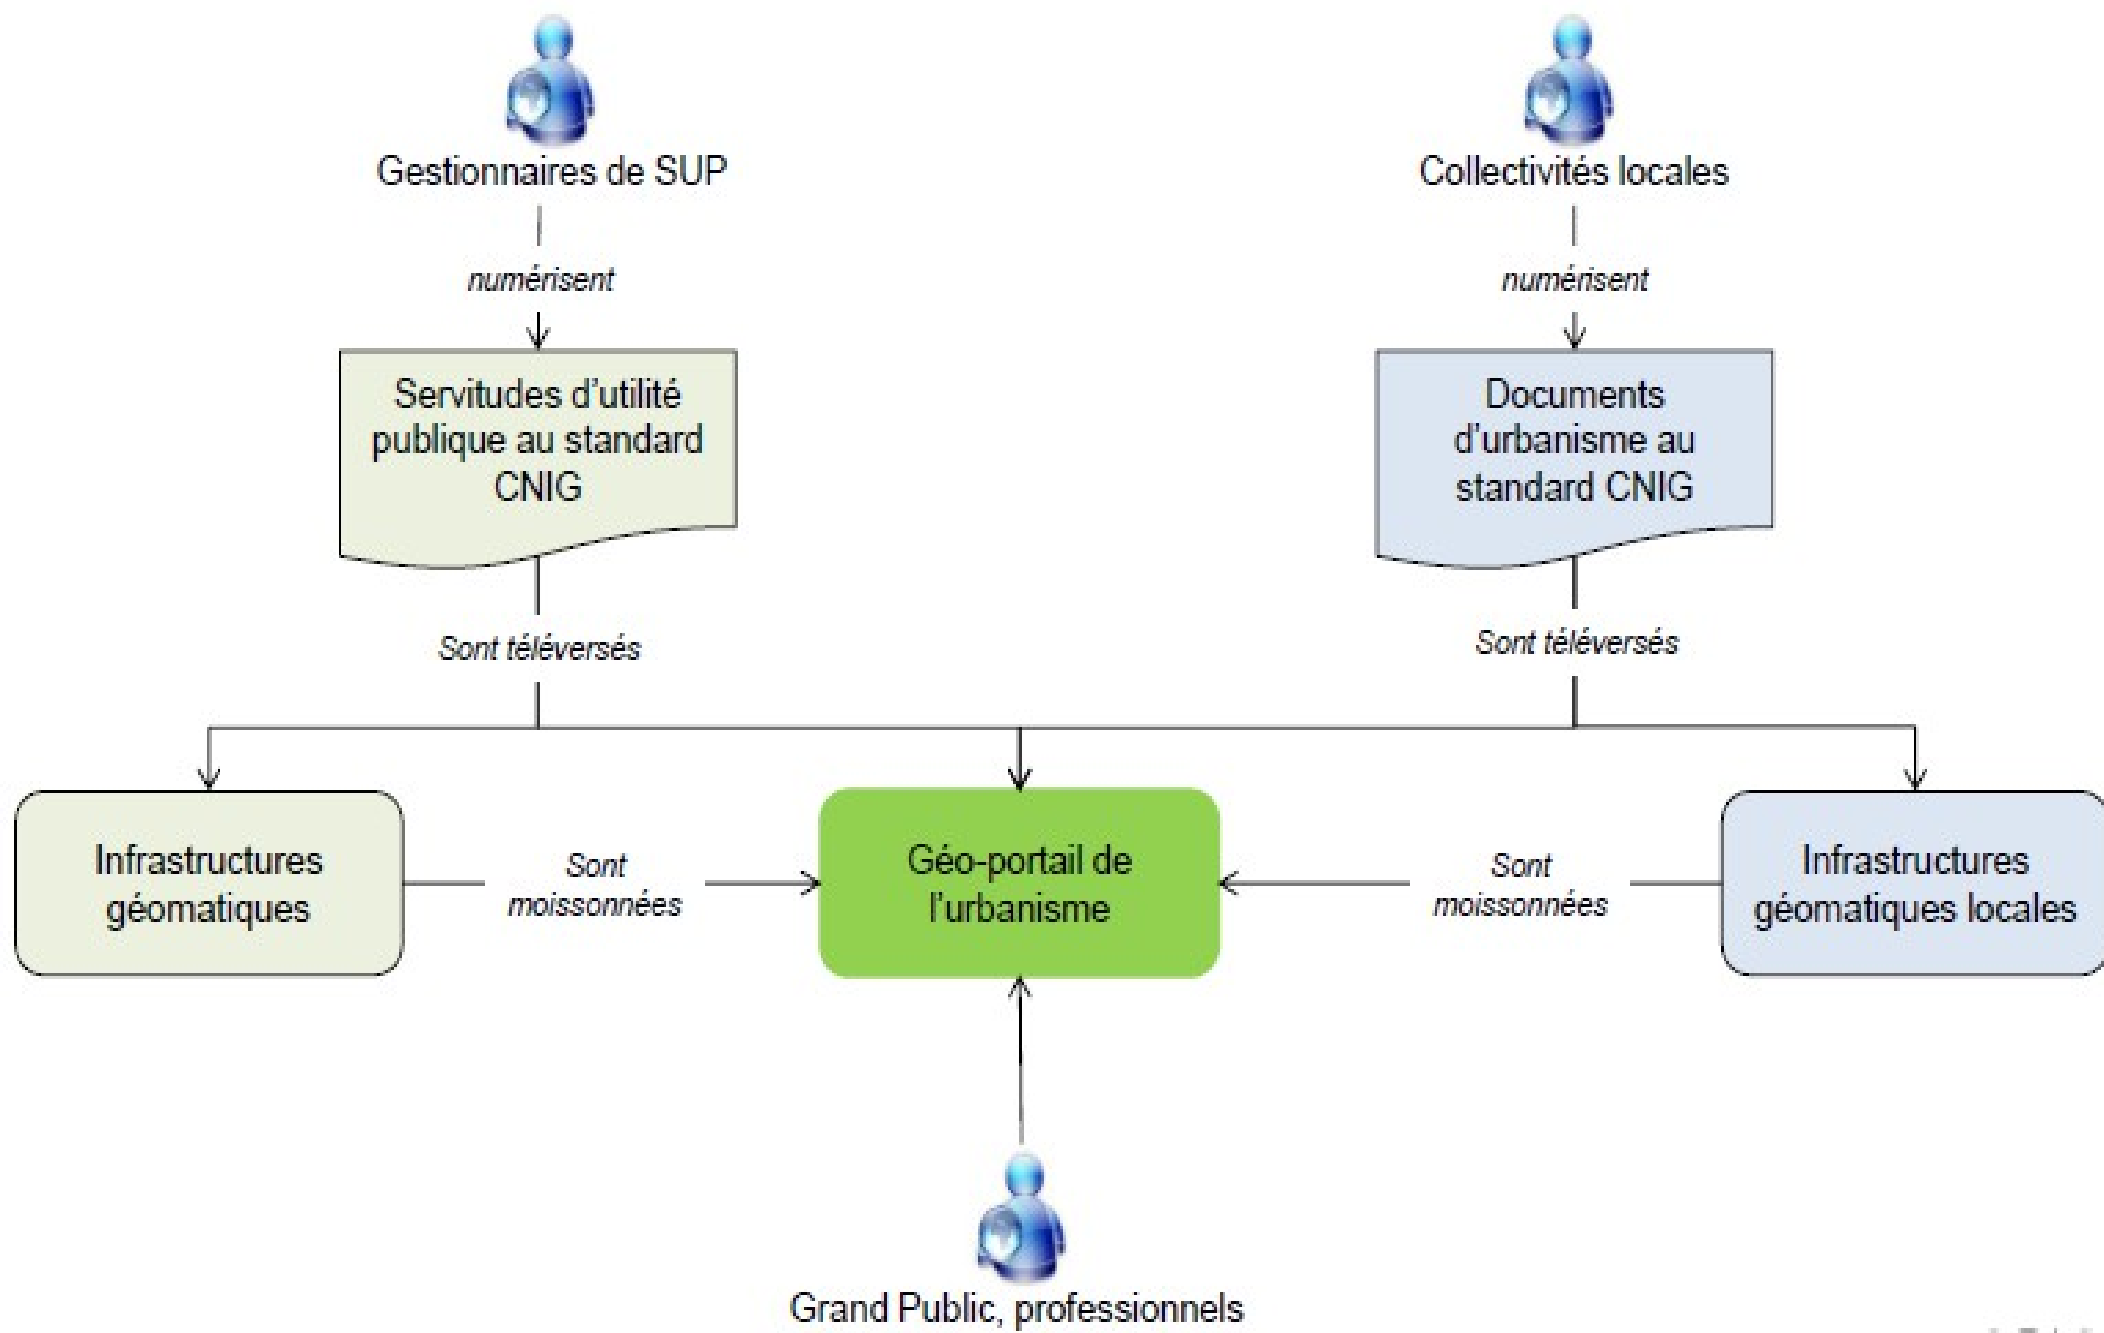 Gestionnaires de SUP
Collectivités locales
numérisent
numérisent
Servitudes d'utilité
publique au standard
CNIG
Documents
d'urbanisme au
standard CNIG
Sont téléversés
Sont téléversés
Infrastructures
géomatiques
Sont
moissonnées
Géo-portail de
l'urbanisme
Sont
moissonnées
Infrastructures
géomatiques locales
Grand Public, professionnels